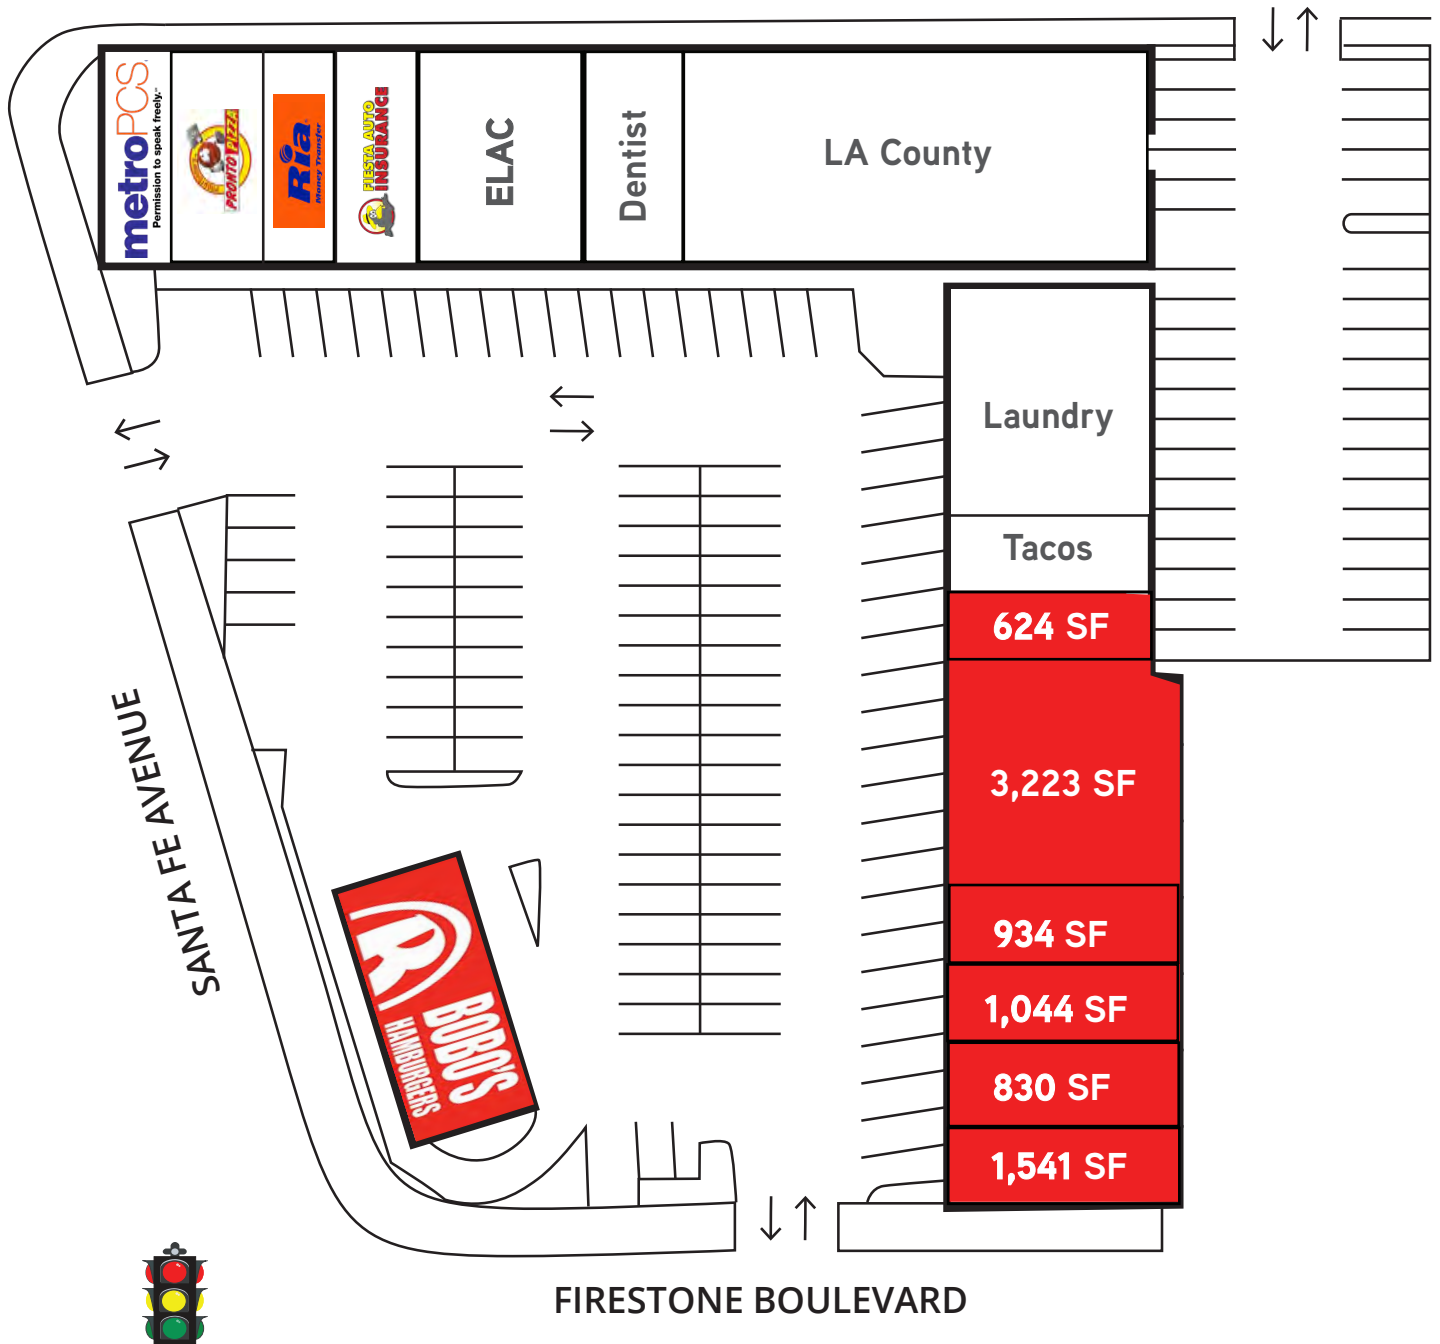 metroPCS
Permission to speak freely.
PRONTO PIZZA
Ria
Money Transfer
FIESTA AUTO
INSURANCE
ELAC
Dentist
LA County
Laundry
Tacos
624 SF
3,223 SF
934 SF
1,044 SF
830 SF
1,541 SF
SANTA FE AVENUE
R
BOBO'S
HAMBURGERS
FIRESTONE BOULEVARD